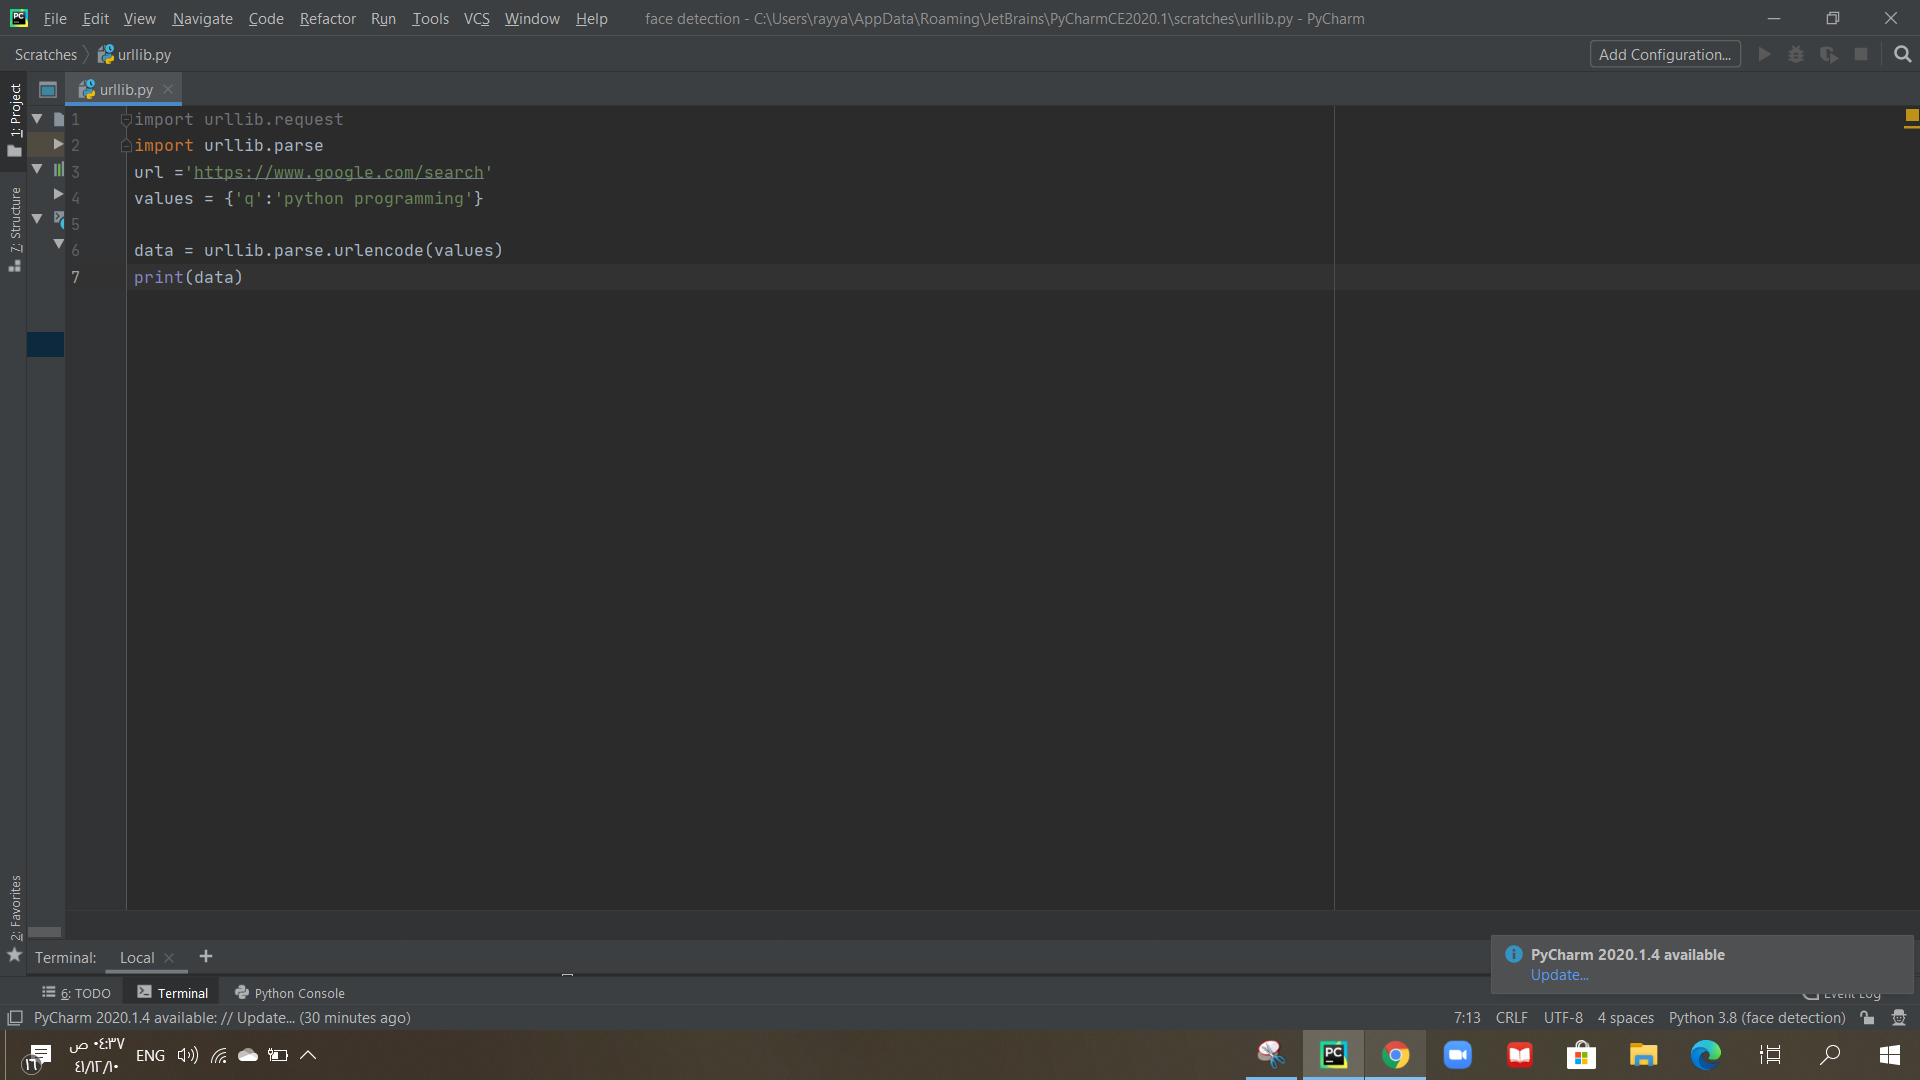 File Edit View Navigate Code Refactor Run Tools VCS Window Help face detection - C:\Users\rayya\AppData\Roaming\JetBrains\PyCharmCE2020.1\scratches\urllib.py - PyCharm
Scratches urllib.py Add Configuration...
1: Project
urllib.py
1 import urllib.request
2 import urllib.parse
3 url ='https://www.google.com/search'
4 values = {'q':'python programming'}
5
6 data = urllib.parse.urlencode(values)
7 print(data)
7: Structure
2: Favorites
Terminal: Local +
PyCharm 2020.1.4 available
Update...
6: TODO Terminal Python Console Event Log
PyCharm 2020.1.4 available: // Update... (30 minutes ago) 7:13 CRLF UTF-8 4 spaces Python 3.8 (face detection)
١٦ ٠٤:٣٧ ص ENG
٤١/١٢/١٠